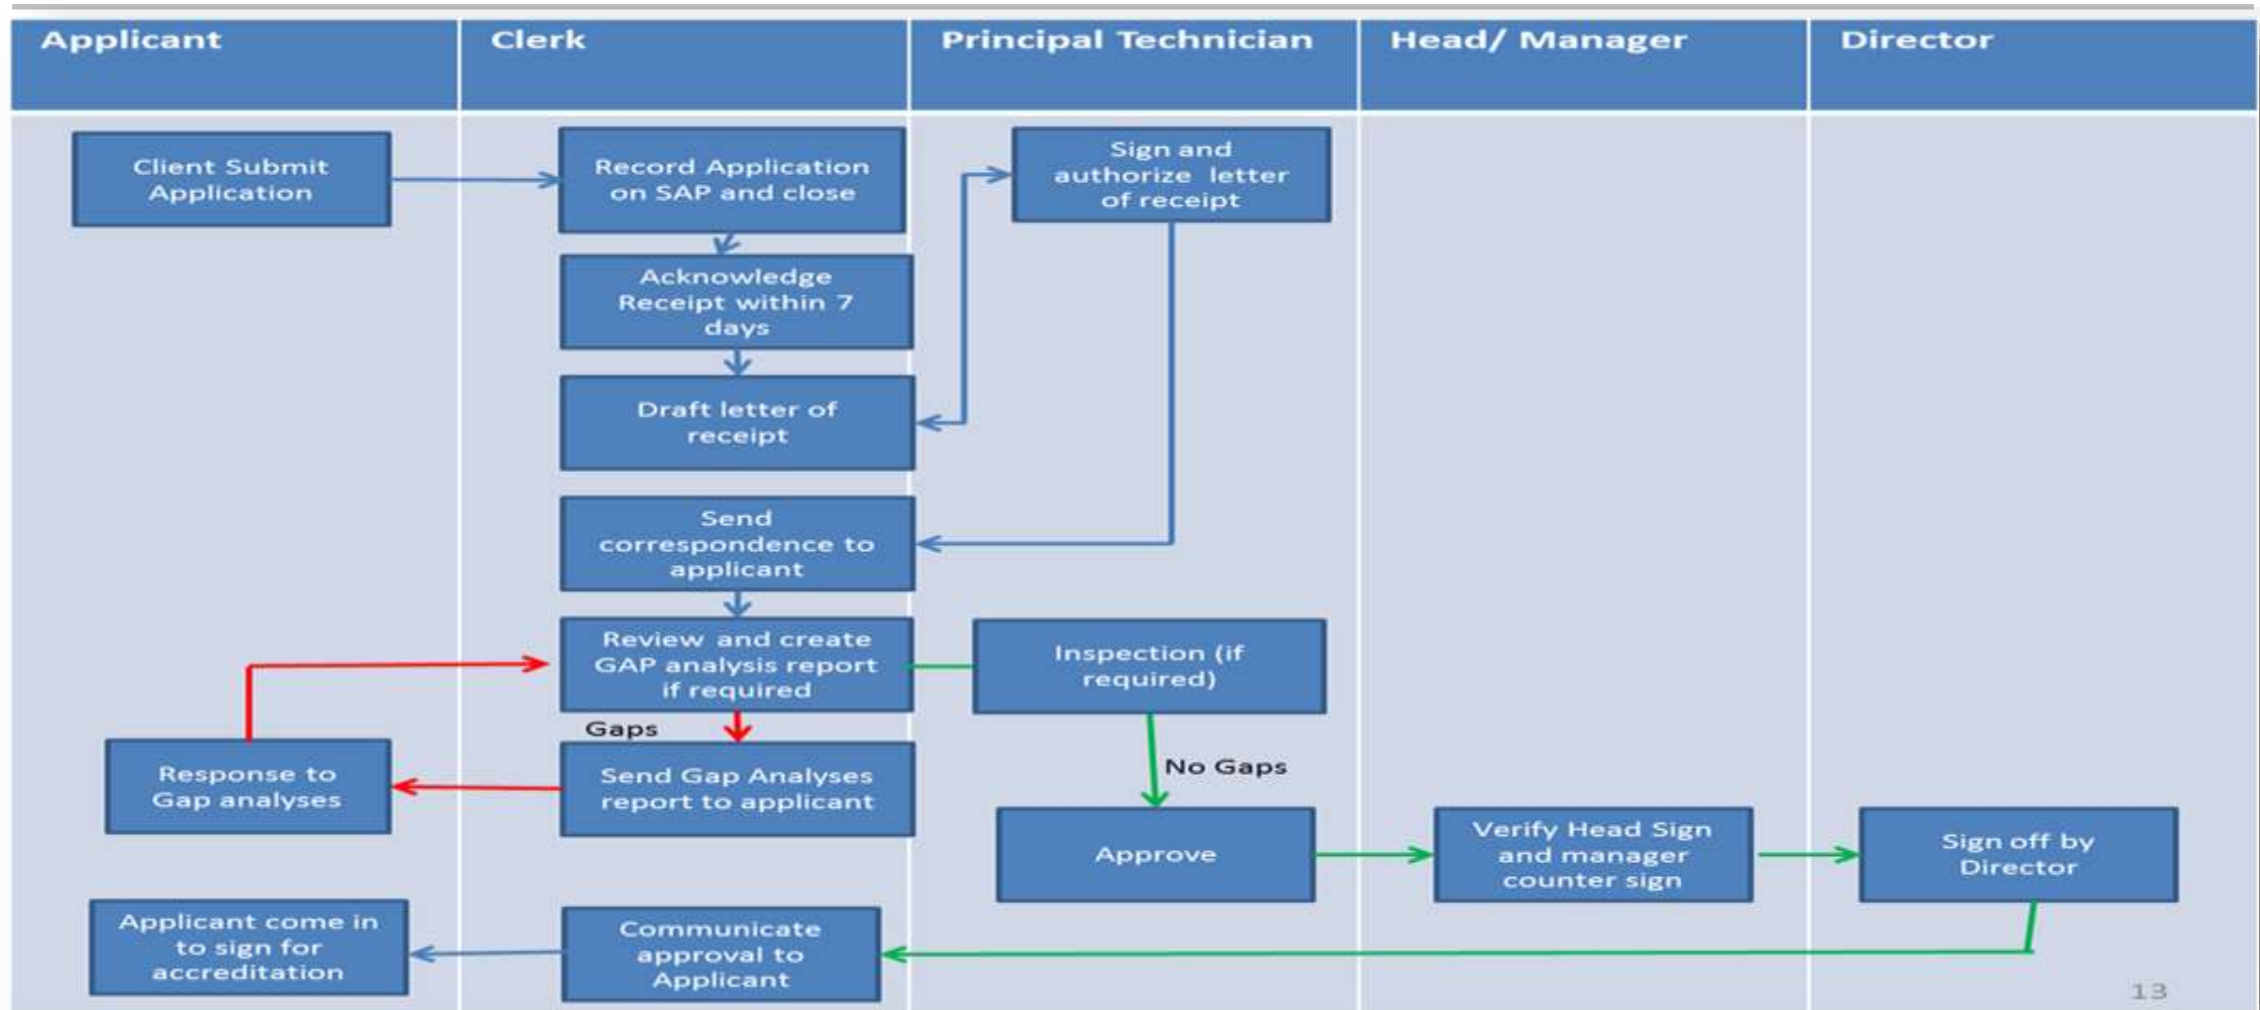 Applicant
Clerk
Principal Technician
Head/ Manager
Director
Client Submit
Application
Record Application
on SAP and close
Sign and
authorize letter
of receipt
Acknowledge
Receipt within 7
days
Draft letter of
receipt
Send
correspondence to
applicant
Review and create
GAP analysis report
if required
Inspection (if
required)
Gaps
Response to
Gap analyses
Send Gap Analyses
report to applicant
No Gaps
Approve
Verify Head Sign
and manager
counter sign
Sign off by
Director
Applicant come in
to sign for
accreditation
Communicate
approval to
Applicant
13